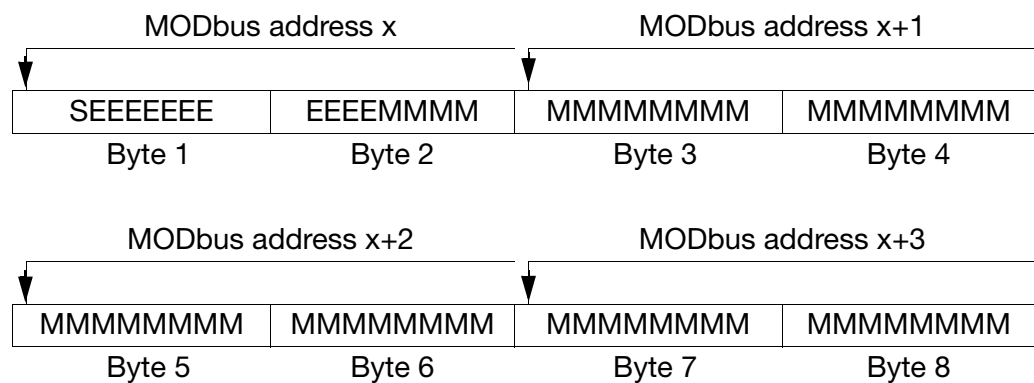 MODbus address x MODbus address x+1
SEEEEEEE EEEEMMMM MMMMMMMM MMMMMMMM
Byte 1 Byte 2 Byte 3 Byte 4
MODbus address x+2 MODbus address x+3
MMMMMMMM MMMMMMMM MMMMMMMM MMMMMMMM
Byte 5 Byte 6 Byte 7 Byte 8